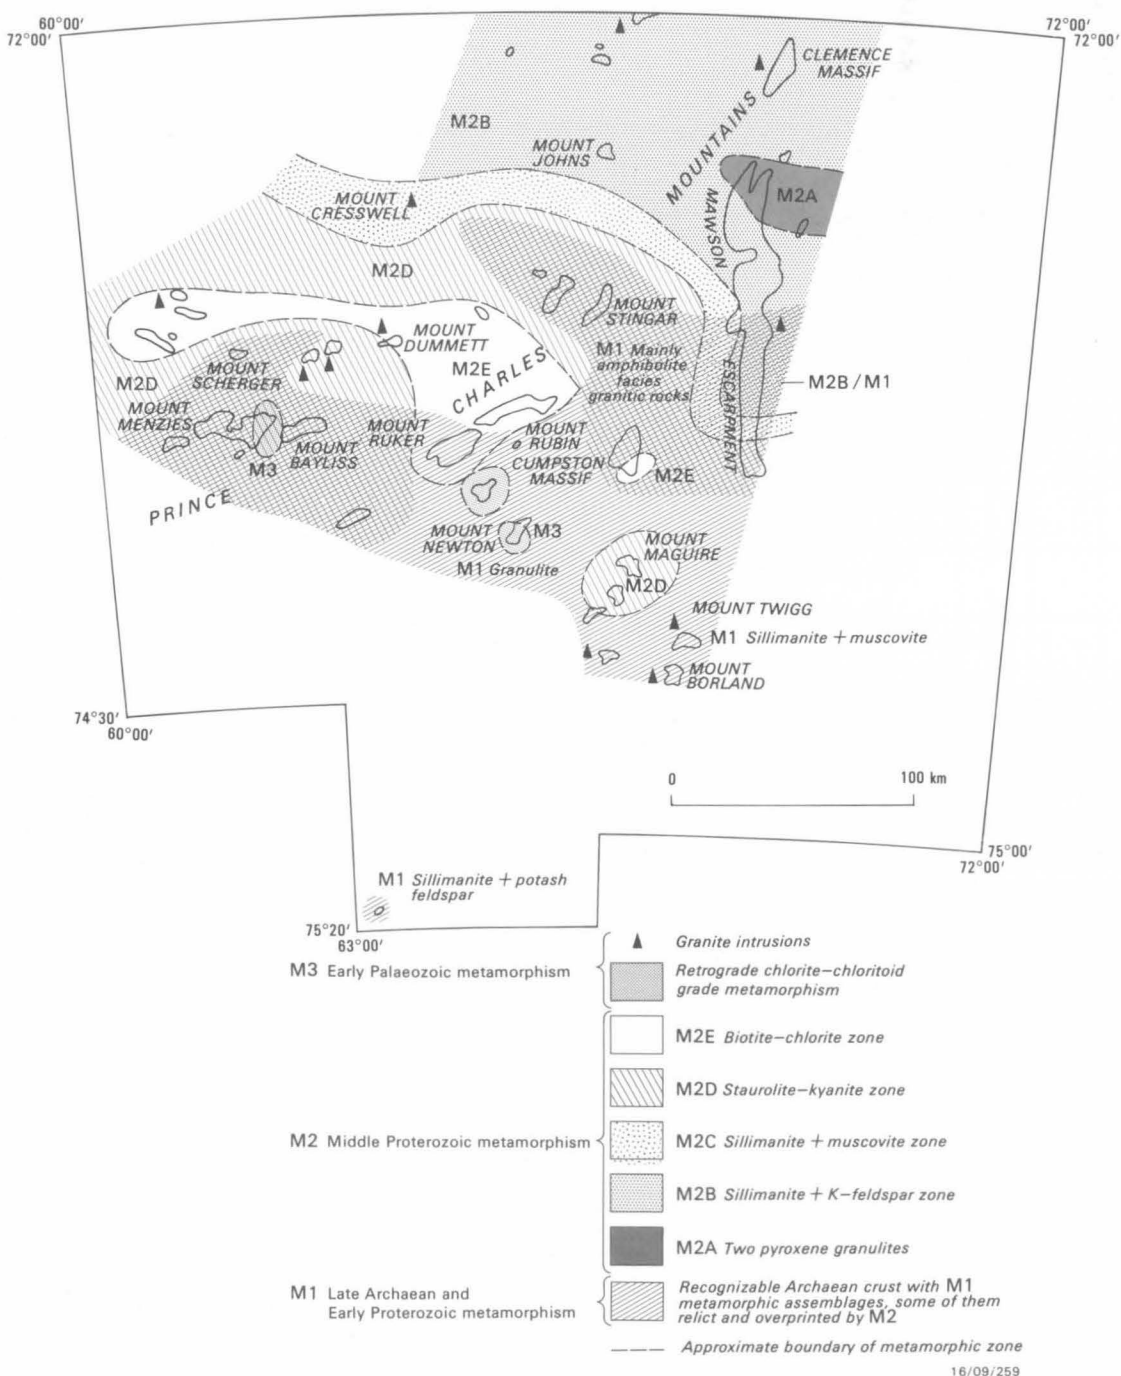 60°00'
72°00'
72°00'
72°00'
CLEMENCE
MASSIF
M2B
MOUNT
JOHNS
MOUNTAINS
M2A
MOUNT
CRESSWELL
MAWSON
M2D
MOUNT
STINGAR
MOUNT
DUMMETT
M1 Mainly
amphibolite
facies
granitic rocks
M2E
CHARLES
ESCARPMENT
M2B/M1
M2D
MOUNT
SCHERGER
MOUNT
MENZIES
MOUNT
BAYLISS
M3
MOUNT
RUKER
MOUNT
RUBIN
CUMPSTON
MASSIF
M2E
PRINCE
MOUNT
NEWTON
M3
M1 Granulite
MOUNT
MAGUIRE
M2D
MOUNT TWIGG
M1 Sillimanite + muscovite
MOUNT
BORLAND
74°30'
60°00'
0 100 km
75°00'
72°00'
M1 Sillimanite + potash
feldspar
75°20'
63°00'
Granite intrusions
M3 Early Palaeozoic metamorphism
Retrograde chlorite–chloritoid
grade metamorphism
M2E Biotite–chlorite zone
M2D Staurolite–kyanite zone
M2 Middle Proterozoic metamorphism
M2C Sillimanite + muscovite zone
M2B Sillimanite + K–feldspar zone
M2A Two pyroxene granulites
M1 Late Archaean and
Early Proterozoic metamorphism
Recognizable Archaean crust with M1
metamorphic assemblages, some of them
relict and overprinted by M2
Approximate boundary of metamorphic zone
16/09/259